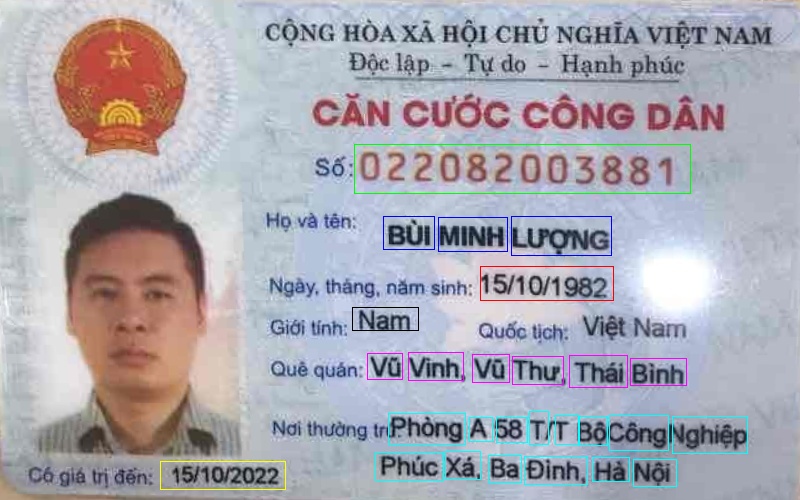 CỘNG HÒA XÃ HỘI CHỦ NGHĨA VIỆT NAM
Độc lập - Tự do - Hạnh phúc
CĂN CƯỚC CÔNG DÂN
Số: 022082003881
Họ và tên: BÙI MINH LƯỢNG
Ngày, tháng, năm sinh: 15/10/1982
Giới tính: Nam Quốc tịch: Việt Nam
Quê quán: Vũ Vinh, Vũ Thư, Thái Bình
Nơi thường trú: Phòng A 58 T/T Bộ Công Nghiệp
Phúc Xá, Ba Đình, Hà Nội
Có giá trị đến: 15/10/2022